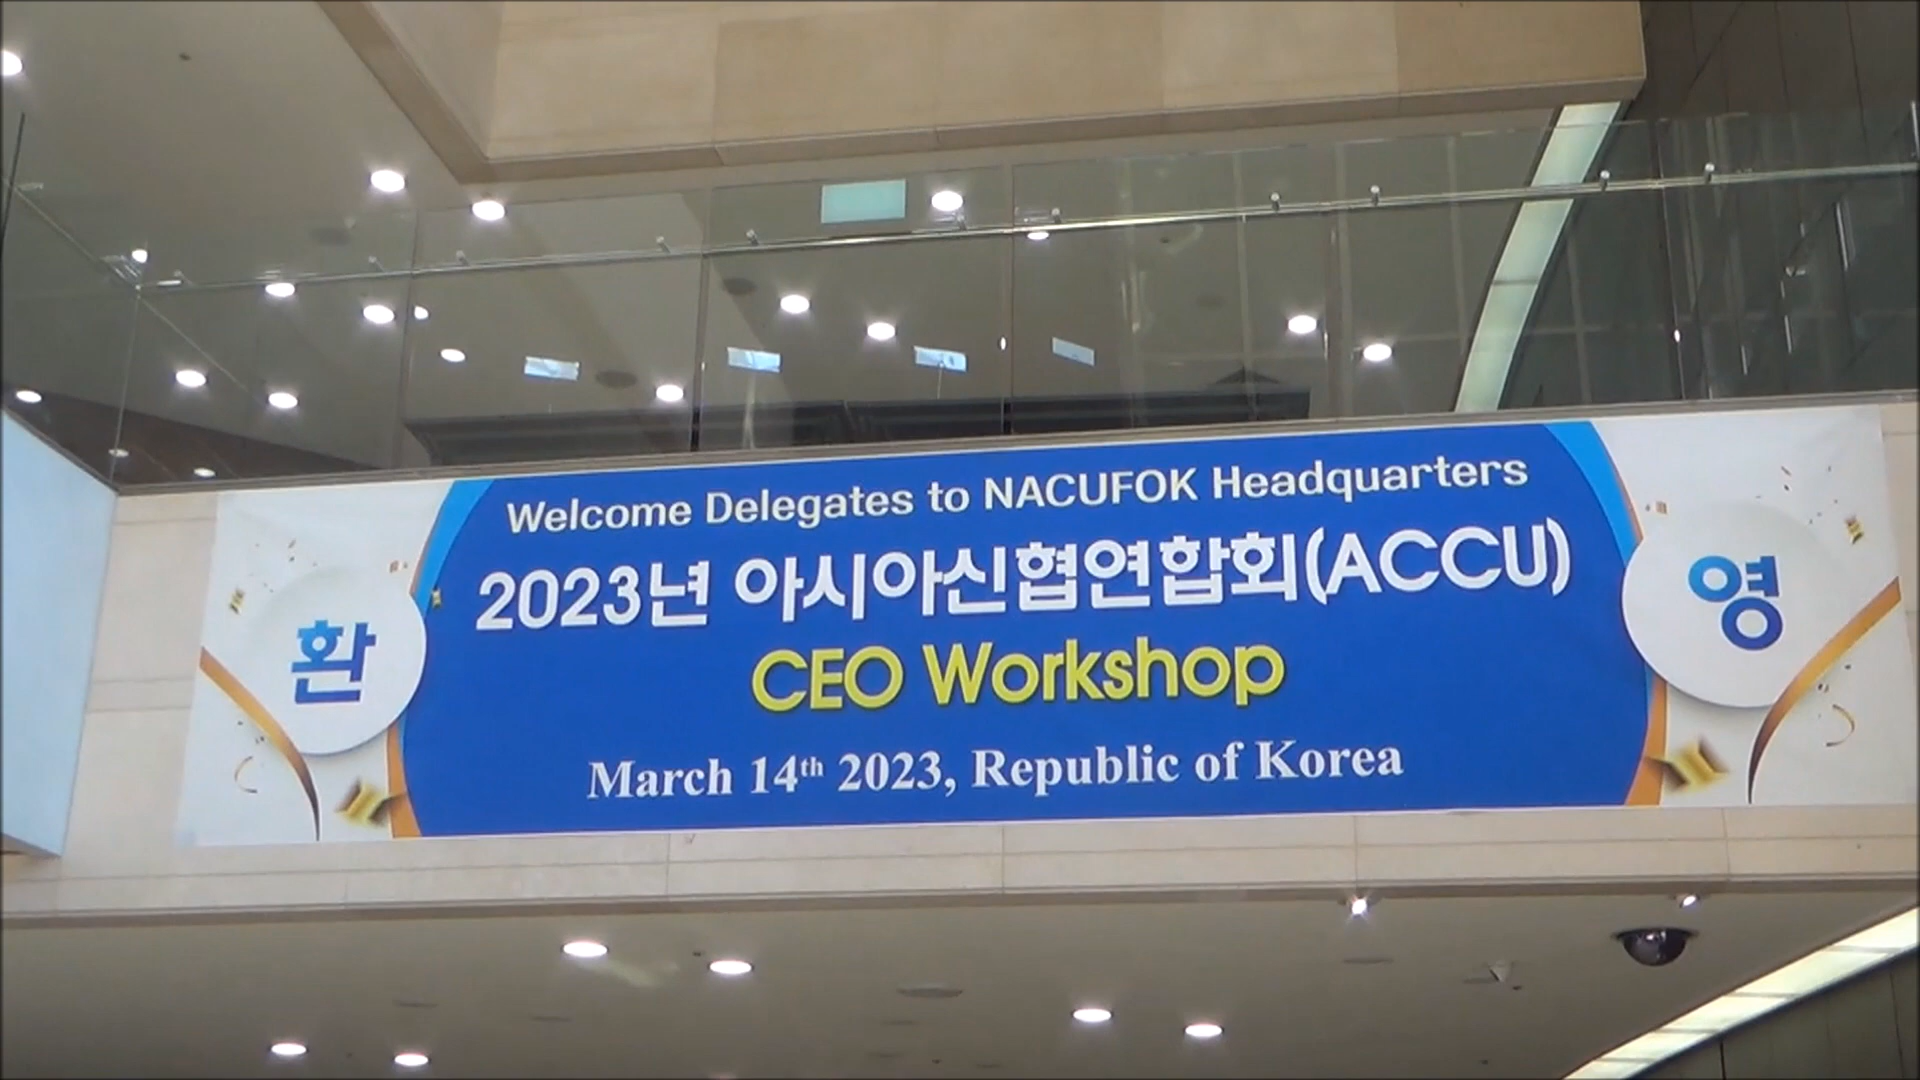 Welcome Delegates to NACUFOK Headquarters
환
2023년 아시아신협연합회(ACCU)
영
CEO Workshop
March 14th 2023, Republic of Korea